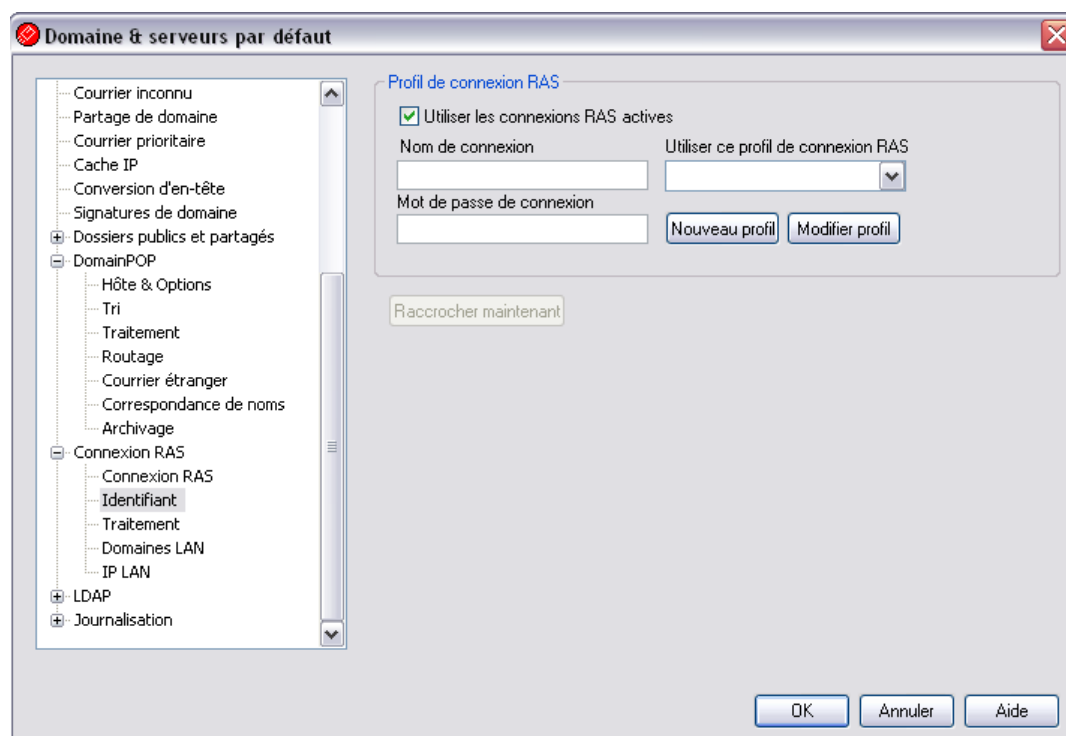 Domaine & serveurs par défaut
Courrier inconnu
Partage de domaine
Courrier prioritaire
Cache IP
Conversion d'en-tête
Signatures de domaine
Dossiers publics et partagés
DomainPOP
Hôte & Options
Tri
Traitement
Routage
Courrier étranger
Correspondance de noms
Archivage
Connexion RAS
Connexion RAS
Identifiant
Traitement
Domaines LAN
IP LAN
LDAP
Journalisation
Profil de connexion RAS
Utiliser les connexions RAS actives
Nom de connexion
Utiliser ce profil de connexion RAS
Mot de passe de connexion
Nouveau profil
Modifier profil
Raccrocher maintenant
OK
Annuler
Aide